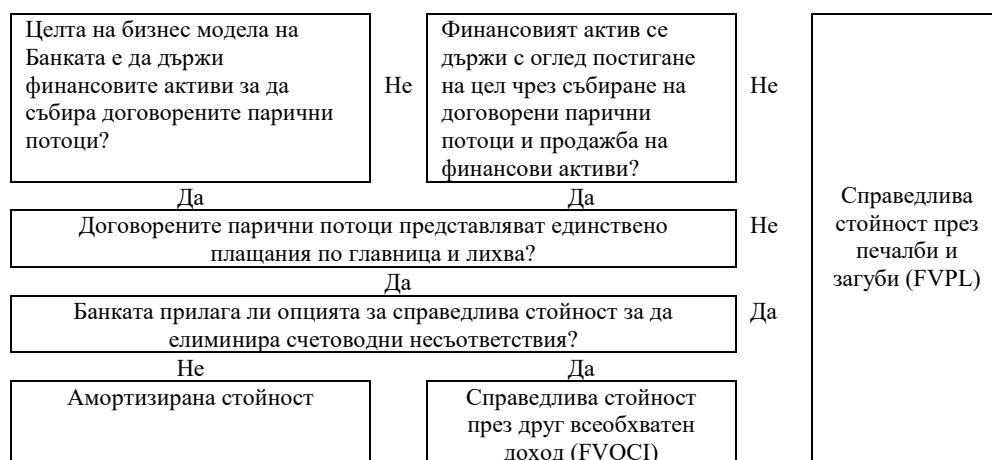 Целта на бизнес модела на
Банката е да държи
финансовите активи за да
събира договорените парични
потоци?
Не
Финансовият актив се
държи с оглед постигане
на цел чрез събиране на
договорени парични
потоци и продажба на
финансови активи?
Не
Да
Да
Договорените парични потоци представляват единствено
плащания по главница и лихва?
Не
Да
Банката прилага ли опцията за справедлива стойност за да
елиминира счетоводни несъответствия?
Да
Не
Да
Амортизирана стойност
Справедлива стойност
през друг всеобхватен
доход (FVOCI)
Справедлива
стойност през
печалби и
загуби (FVPL)